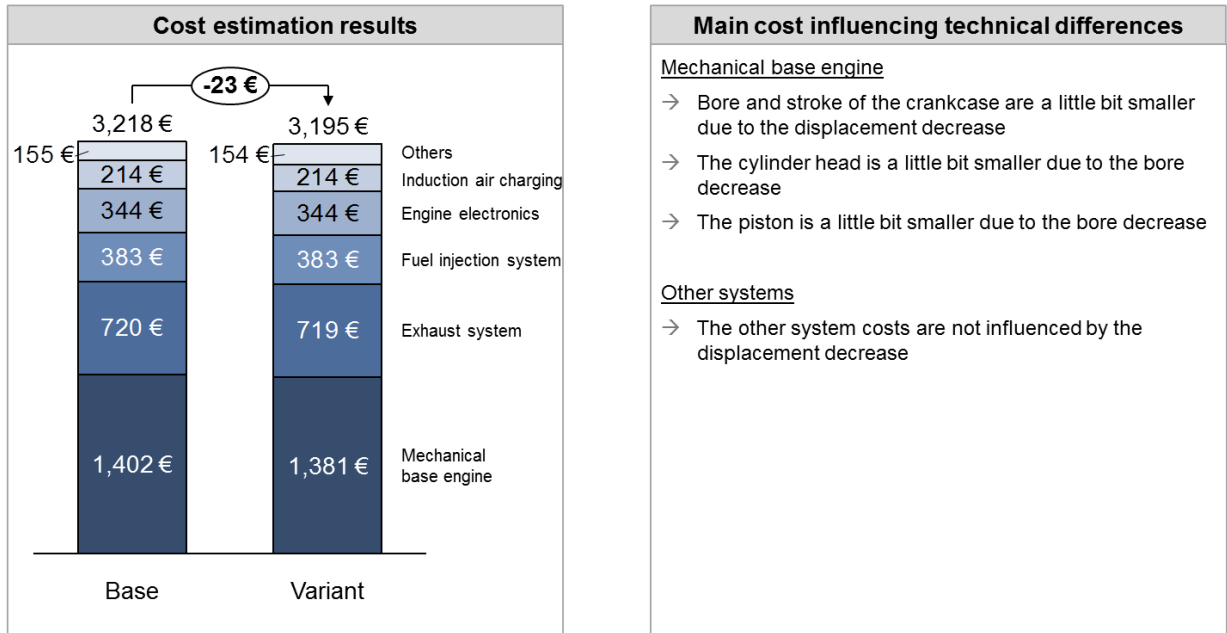 Cost estimation results
-23 €
3,218 €
3,195 €
155 €
154 €
Others
214 €
214 €
Induction air charging
344 €
344 €
Engine electronics
383 €
383 €
Fuel injection system
720 €
719 €
Exhaust system
1,402 €
1,381 €
Mechanical
base engine
Base
Variant
Main cost influencing technical differences
Mechanical base engine
→ Bore and stroke of the crankcase are a little bit smaller
due to the displacement decrease
→ The cylinder head is a little bit smaller due to the bore
decrease
→ The piston is a little bit smaller due to the bore decrease
Other systems
→ The other system costs are not influenced by the
displacement decrease